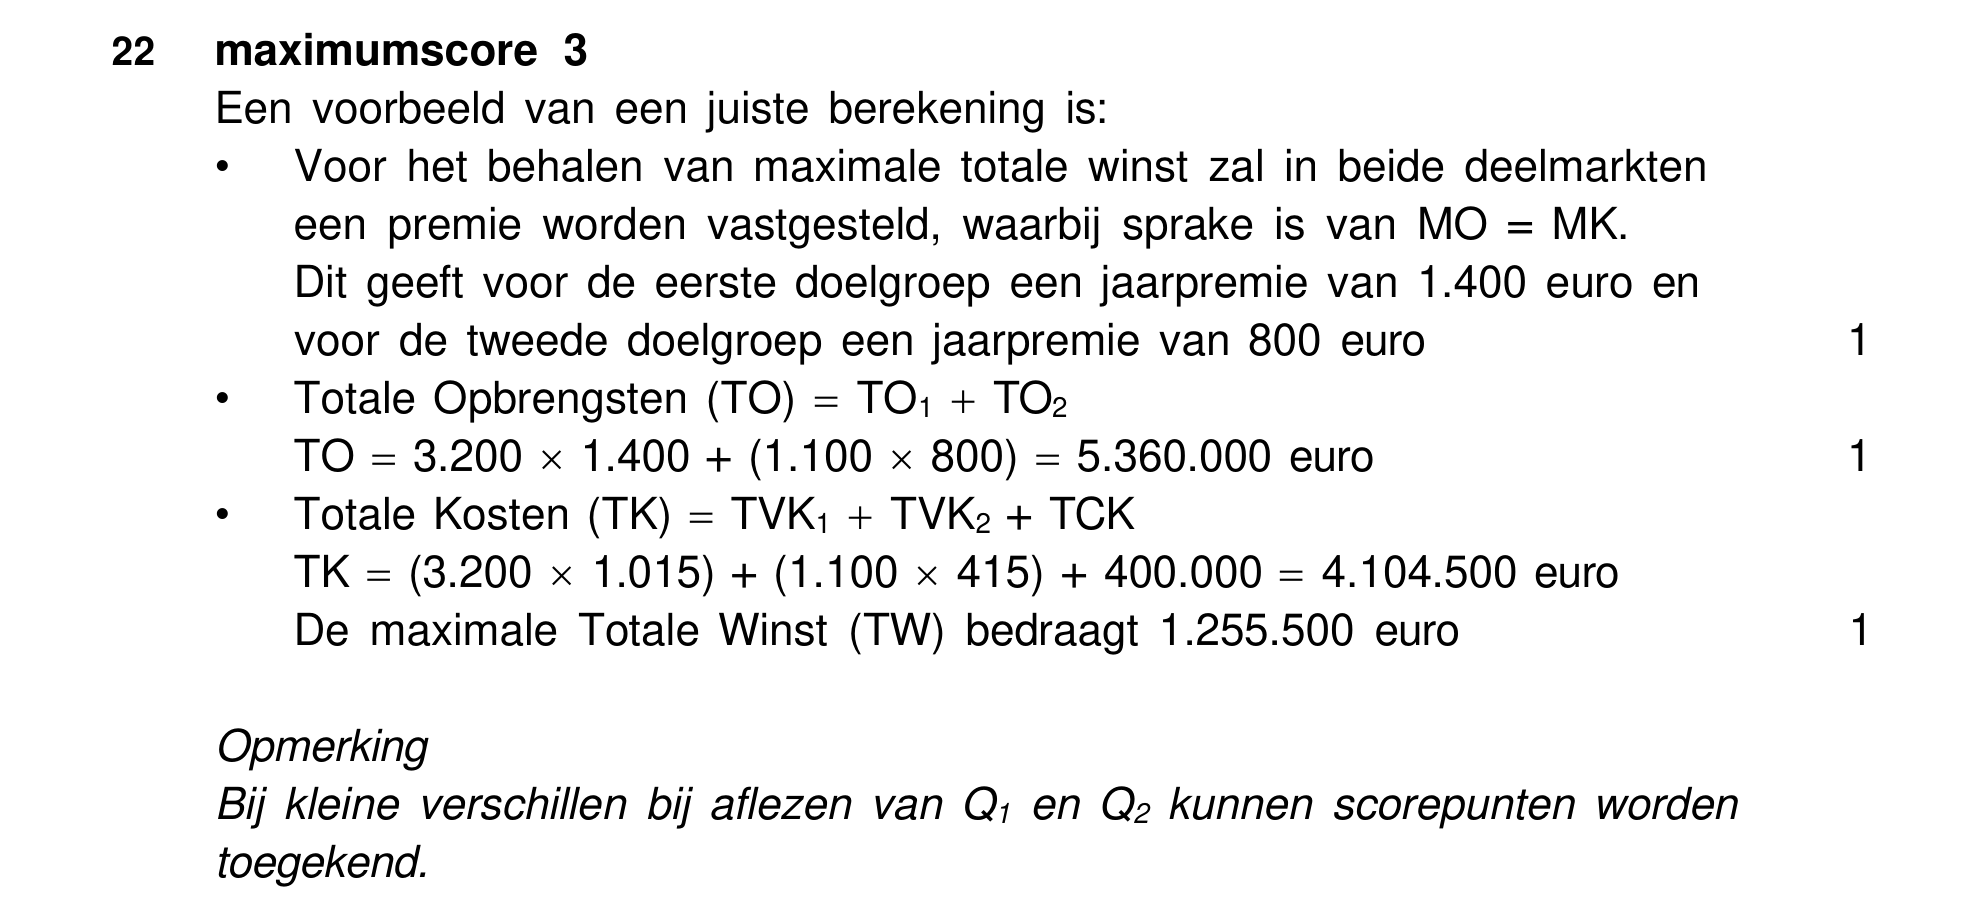 22 maximumscore 3
Een voorbeeld van een juiste berekening is:
• Voor het behalen van maximale totale winst zal in beide deelmarkten
een premie worden vastgesteld, waarbij sprake is van MO = MK.
Dit geeft voor de eerste doelgroep een jaarpremie van 1.400 euro en
voor de tweede doelgroep een jaarpremie van 800 euro 1
• Totale Opbrengsten (TO) = TO₁ + TO₂
TO = 3.200 × 1.400 + (1.100 × 800) = 5.360.000 euro 1
• Totale Kosten (TK) = TVK₁ + TVK₂ + TCK
TK = (3.200 × 1.015) + (1.100 × 415) + 400.000 = 4.104.500 euro
De maximale Totale Winst (TW) bedraagt 1.255.500 euro 1
Opmerking
Bij kleine verschillen bij aflezen van Q₁ en Q₂ kunnen scorepunten worden
toegekend.